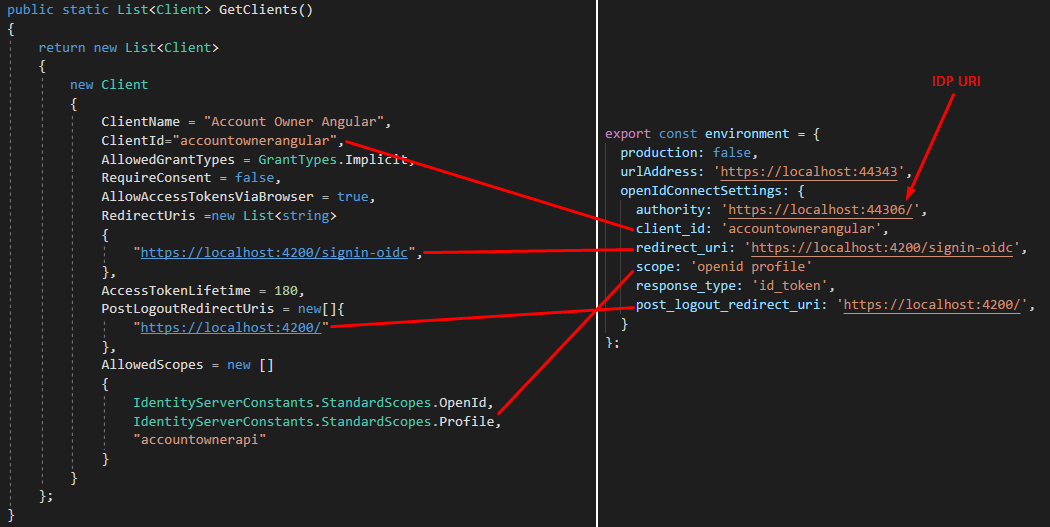 public static List<Client> GetClients()
{
return new List<Client>
{
new Client
{
ClientName = "Account Owner Angular",
ClientId="accountownerangular",
AllowedGrantTypes = GrantTypes.Implicit,
RequireConsent = false,
AllowAccessTokensViaBrowser = true,
RedirectUris =new List<string>
{
"https://localhost:4200/signin-oidc",
},
AccessTokenLifetime = 180,
PostLogoutRedirectUris = new[]{
"https://localhost:4200/"
},
AllowedScopes = new []
{
IdentityServerConstants.StandardScopes.OpenId,
IdentityServerConstants.StandardScopes.Profile,
"accountownerapi"
}
}
};
}
IDP URI
export const environment = {
production: false,
urlAddress: 'https://localhost:44343',
openIdConnectSettings: {
authority: 'https://localhost:44306/',
client_id: 'accountownerangular',
redirect_uri: 'https://localhost:4200/signin-oidc',
scope: 'openid profile'
response_type: 'id_token',
post_logout_redirect_uri: 'https://localhost:4200/',
}
};